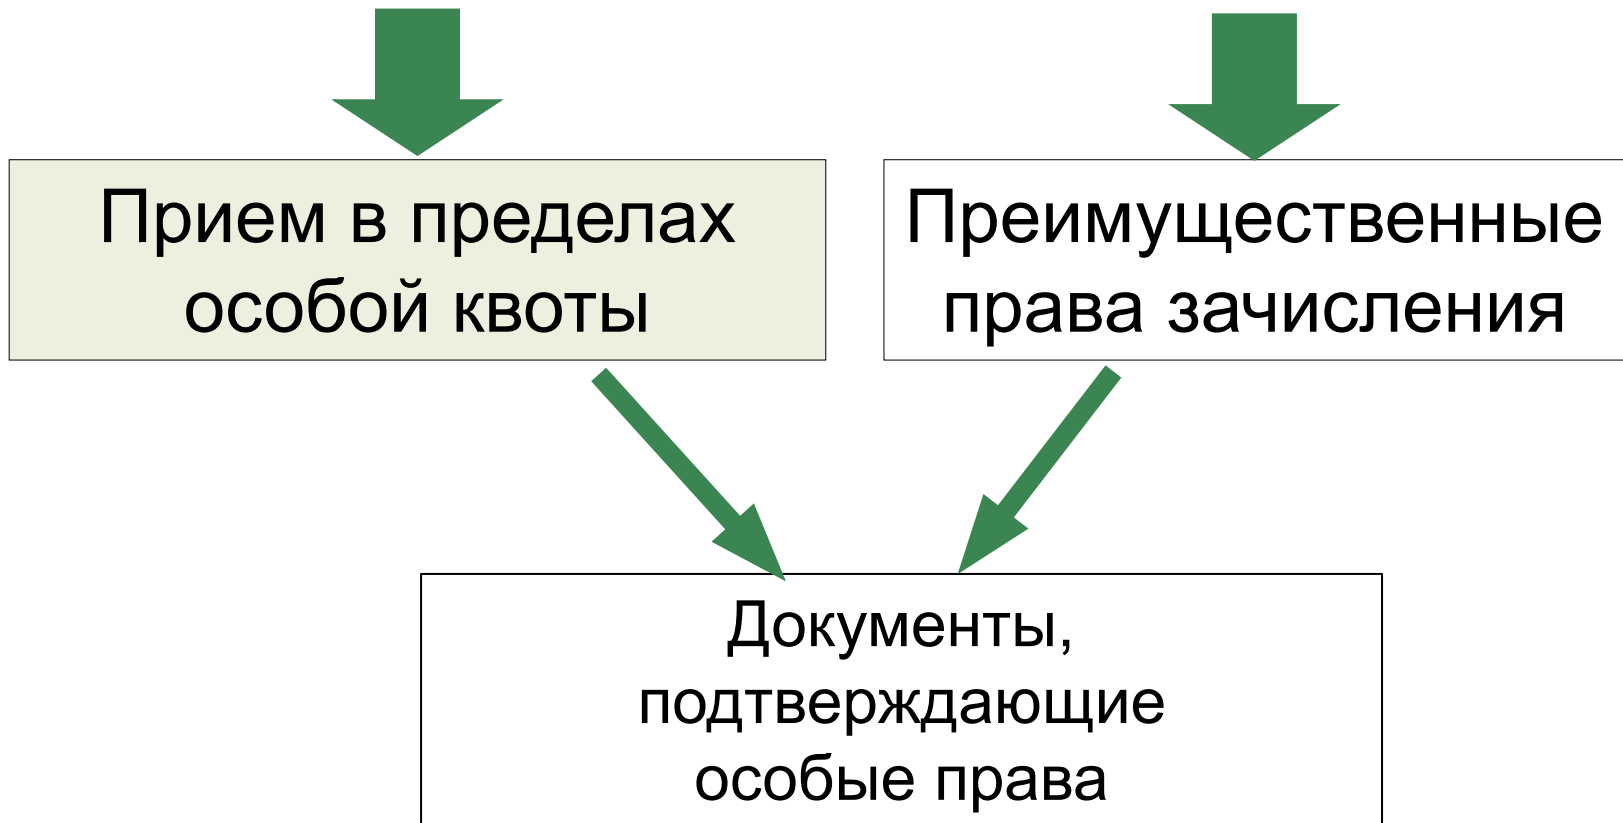 Прием в пределах
особой квоты
Преимущественные
права зачисления
Документы,
подтверждающие
особые права